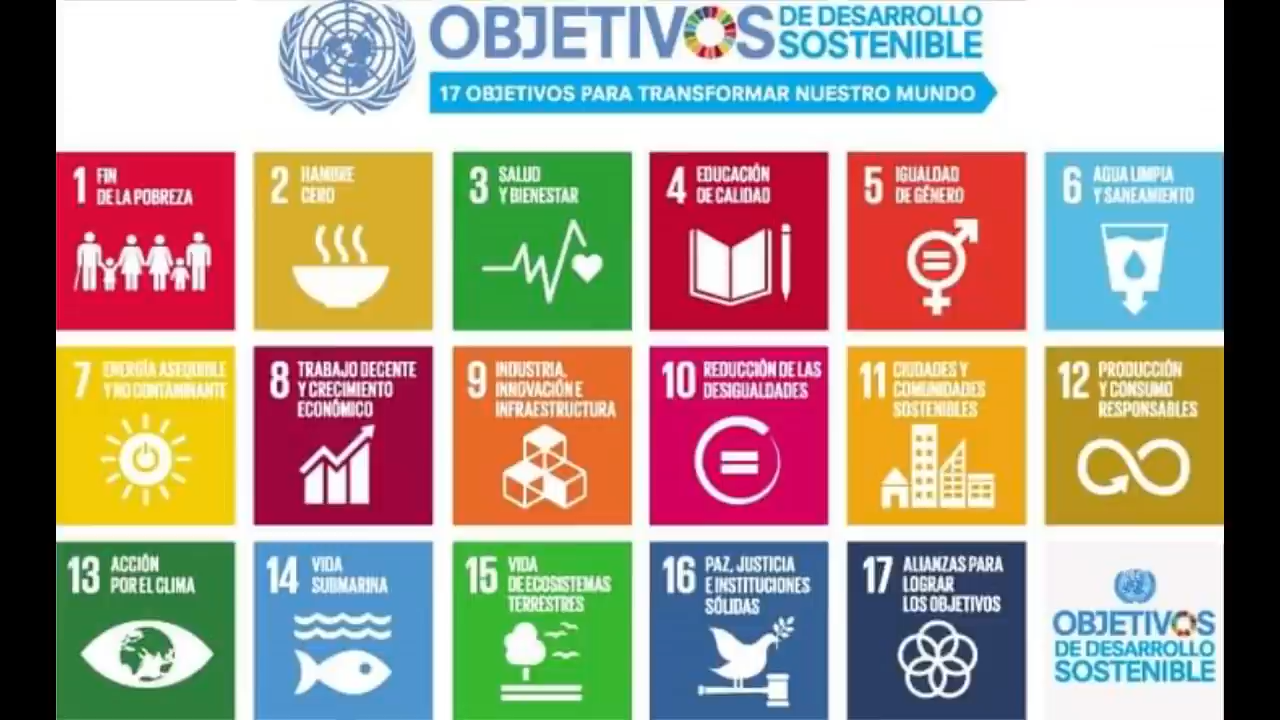 OBJETIVOS DE DESARROLLO
SOSTENIBLE
17 OBJETIVOS PARA TRANSFORMAR NUESTRO MUNDO
1 FIN
DE LA POBREZA
2 HAMBRE
CERO
3 SALUD
Y BIENESTAR
4 EDUCACIÓN
DE CALIDAD
5 IGUALDAD
DE GÉNERO
6 AGUA LIMPIA
Y SANEAMIENTO
7 ENERGÍA ASEQUIBLE
Y NO CONTAMINANTE
8 TRABAJO DECENTE
Y CRECIMIENTO
ECONÓMICO
9 INDUSTRIA,
INNOVACIÓN E
INFRAESTRUCTURA
10 REDUCCIÓN DE LAS
DESIGUALDADES
11 CIUDADES Y
COMUNIDADES
SOSTENIBLES
12 PRODUCCIÓN
Y CONSUMO
RESPONSABLES
13 ACCIÓN
POR EL CLIMA
14 VIDA
SUBMARINA
15 VIDA
DE ECOSISTEMAS
TERRESTRES
16 PAZ, JUSTICIA
E INSTITUCIONES
SÓLIDAS
17 ALIANZAS PARA
LOGRAR
LOS OBJETIVOS
OBJETIVOS
DE DESARROLLO
SOSTENIBLE